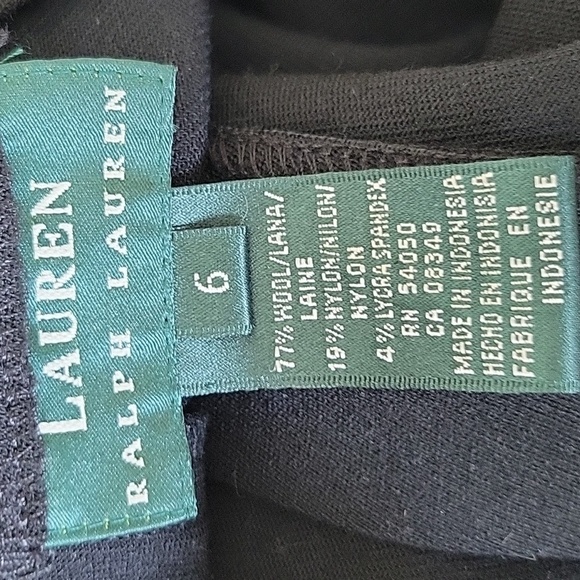 LAUREN
RALPH LAUREN
6
77% WOOL/LANA/
LAINE
19% NYLON/NILON/
NYLON
4% LYCRA SPANDEX
RN 54050
CA 08349
MADE IN INDONESIA
HECHO EN INDONISIA
FABRIQUE EN
INDONESIE